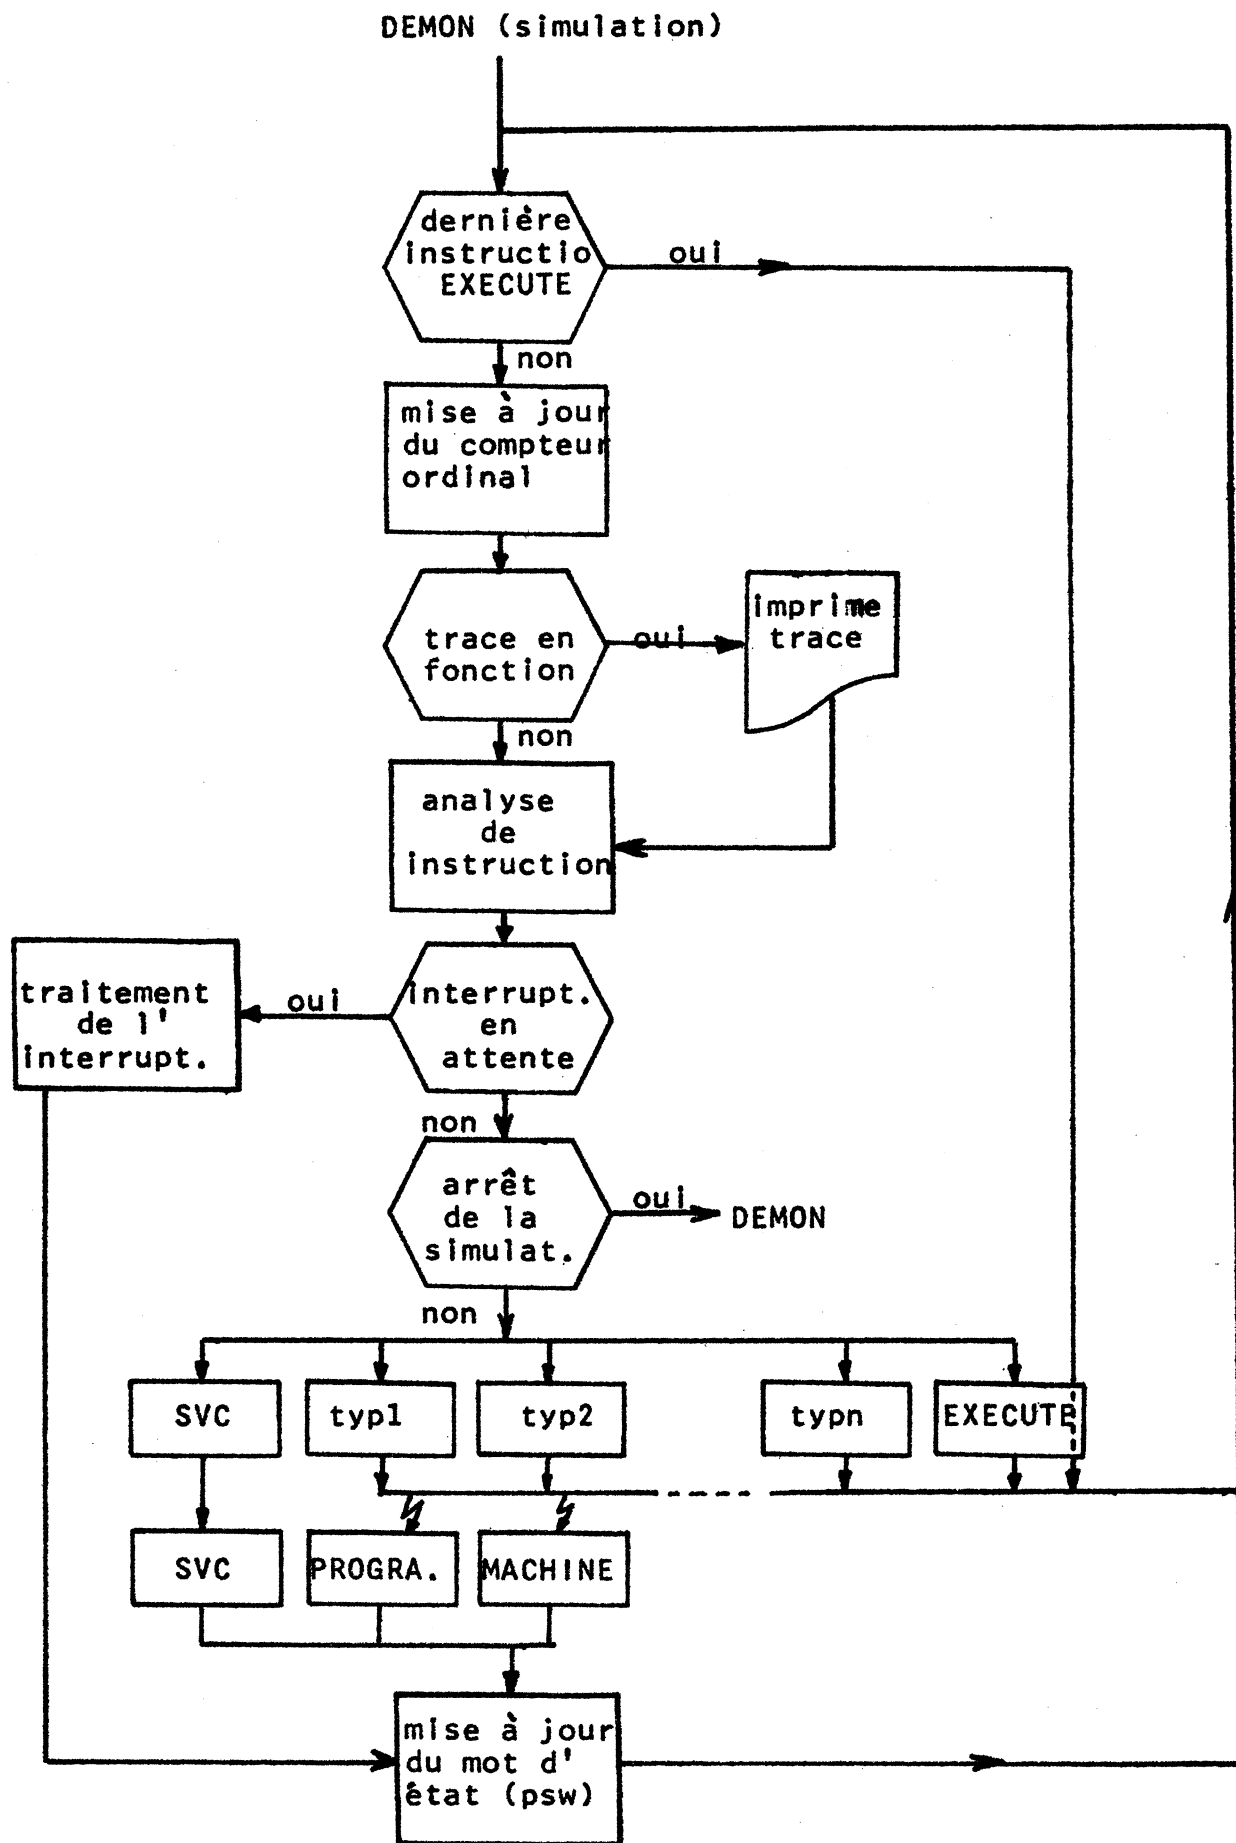 DEMON (simulation)
dernière
instructio
EXECUTE
oui
non
mise à jour
du compteur
ordinal
trace en
fonction
oui
imprime
trace
non
analyse
de
instruction
traitement
de l'
interrupt.
oui
interrupt.
en
attente
non
arrêt
de la
simulat.
oui
DEMON
non
SVC
typ1
typ2
typn
EXECUTE
SVC
PROGRA.
MACHINE
mise à jour
du mot d'
état (psw)